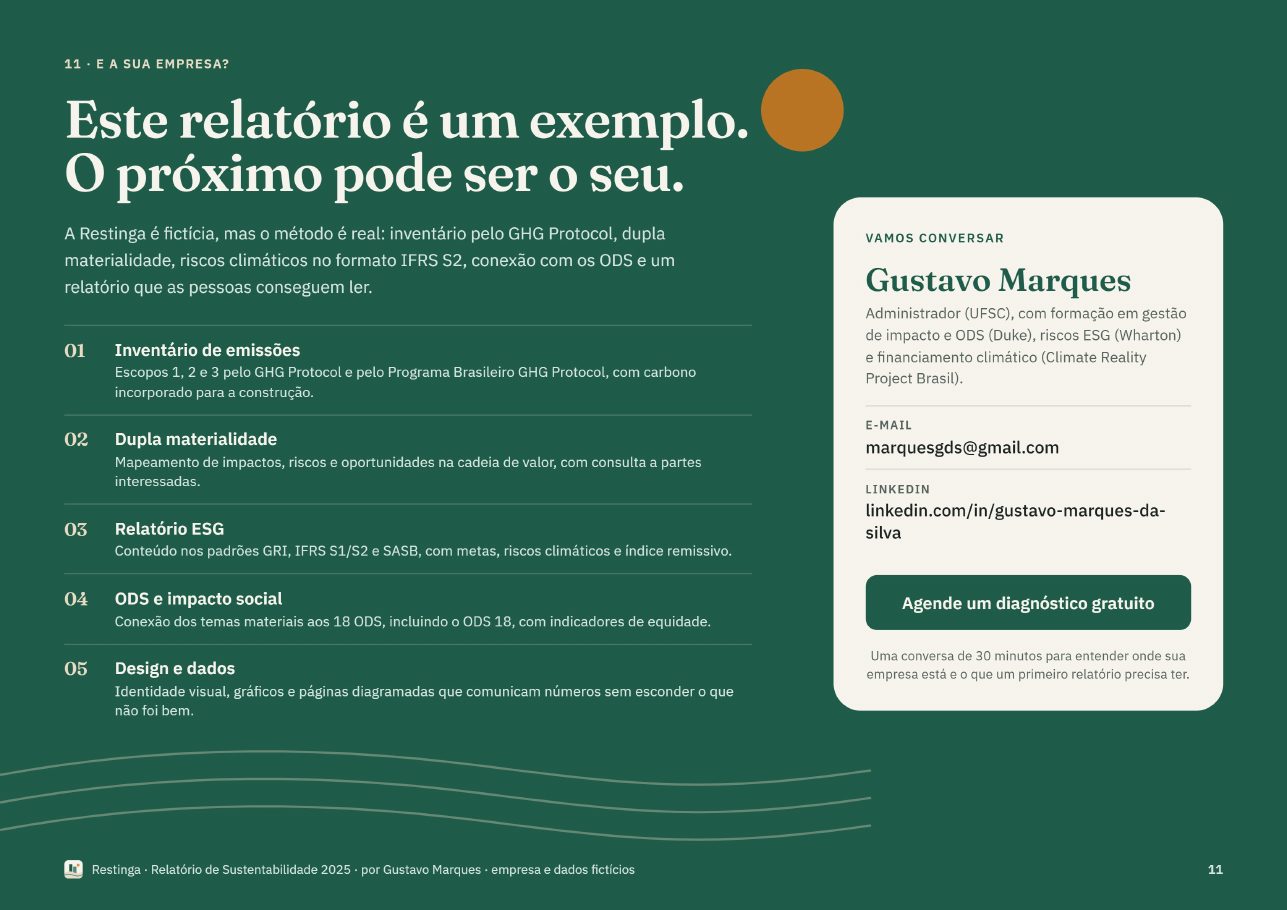 11 · E A SUA EMPRESA?
Este relatório é um exemplo.
O próximo pode ser o seu.
A Restinga é fictícia, mas o método é real: inventário pelo GHG Protocol, dupla
materialidade, riscos climáticos no formato IFRS S2, conexão com os ODS e um
relatório que as pessoas conseguem ler.
01 Inventário de emissões
Escopos 1, 2 e 3 pelo GHG Protocol e pelo Programa Brasileiro GHG Protocol, com carbono
incorporado para a construção.
02 Dupla materialidade
Mapeamento de impactos, riscos e oportunidades na cadeia de valor, com consulta a partes
interessadas.
03 Relatório ESG
Conteúdo nos padrões GRI, IFRS S1/S2 e SASB, com metas, riscos climáticos e índice remissivo.
04 ODS e impacto social
Conexão dos temas materiais aos 18 ODS, incluindo o ODS 18, com indicadores de equidade.
05 Design e dados
Identidade visual, gráficos e páginas diagramadas que comunicam números sem esconder o que
não foi bem.
VAMOS CONVERSAR
Gustavo Marques
Administrador (UFSC), com formação em gestão
de impacto e ODS (Duke), riscos ESG (Wharton)
e financiamento climático (Climate Reality
Project Brasil).
E-MAIL
marquesgds@gmail.com
LINKEDIN
linkedin.com/in/gustavo-marques-da-
silva
Agende um diagnóstico gratuito
Uma conversa de 30 minutos para entender onde sua
empresa está e o que um primeiro relatório precisa ter.
Restinga · Relatório de Sustentabilidade 2025 · por Gustavo Marques · empresa e dados fictícios
11